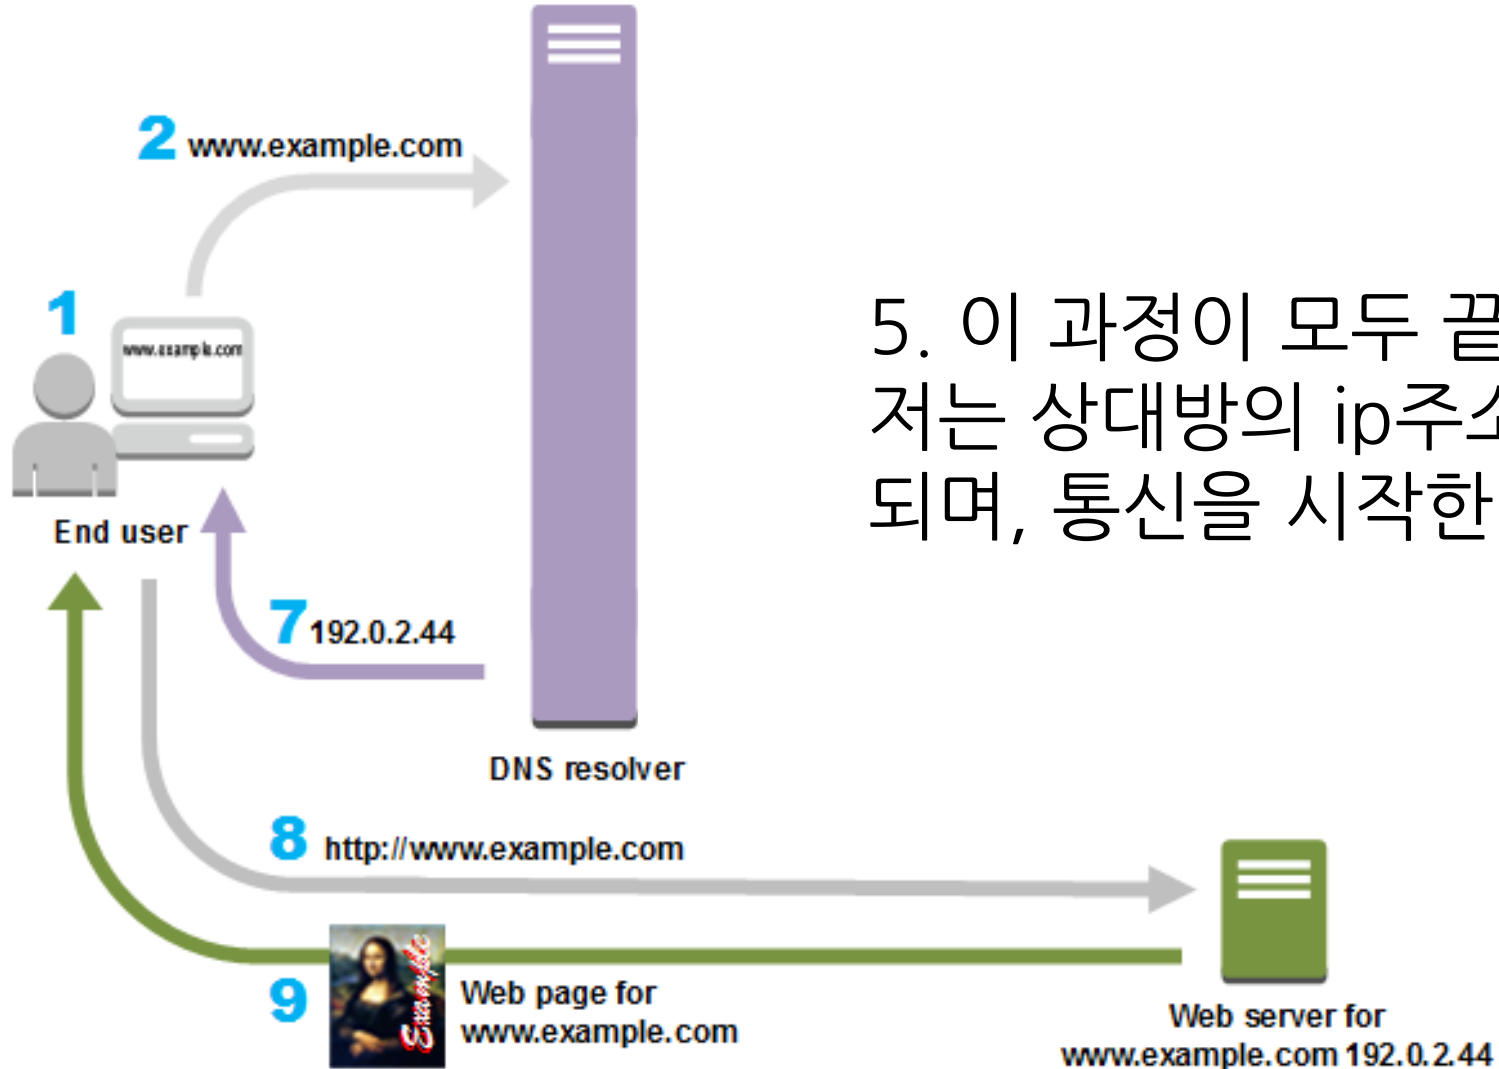 2 www.example.com
1
www.example.com
End user
7 192.0.2.44
DNS resolver
5. 이 과정이 모두 끝
저는 상대방의 ip주소
되며, 통신을 시작한
8 http://www.example.com
9
Example
Web page for
www.example.com
Web server for
www.example.com 192.0.2.44